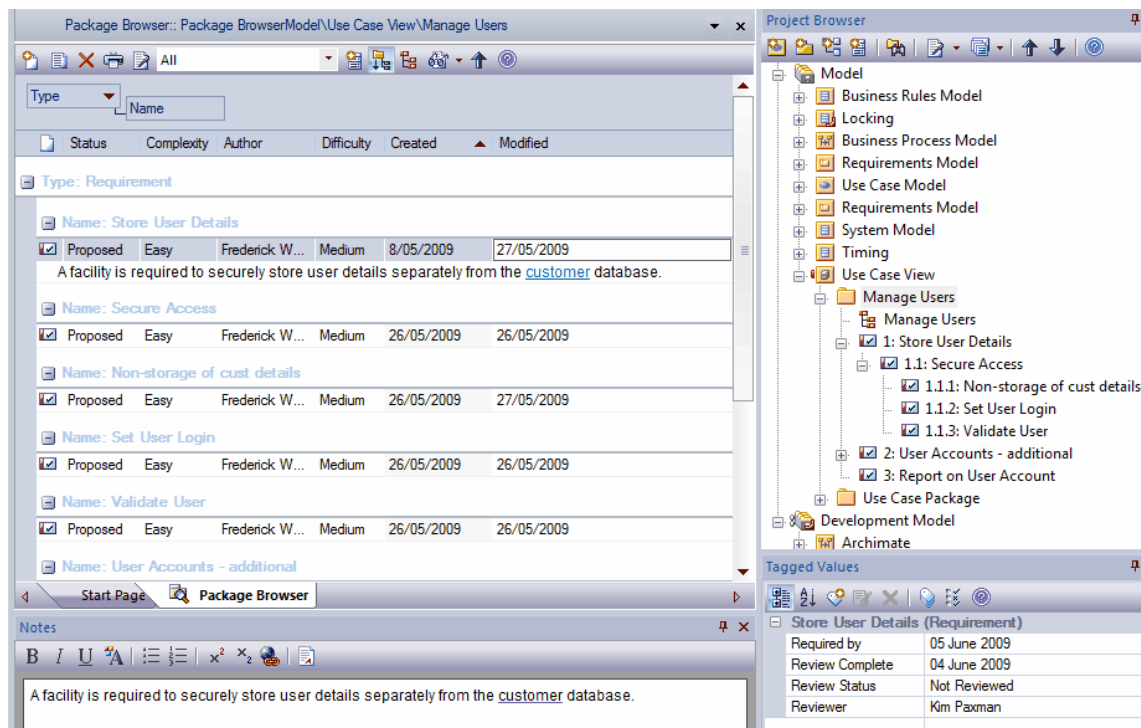 Package Browser:: Package BrowserModel\Use Case View\Manage Users
All
Type
Name
Status Complexity Author Difficulty Created Modified
Type: Requirement
Name: Store User Details
Proposed Easy Frederick W... Medium 8/05/2009 27/05/2009
A facility is required to securely store user details separately from the customer database.
Name: Secure Access
Proposed Easy Frederick W... Medium 26/05/2009 26/05/2009
Name: Non-storage of cust details
Proposed Easy Frederick W... Medium 26/05/2009 27/05/2009
Name: Set User Login
Proposed Easy Frederick W... Medium 26/05/2009 26/05/2009
Name: Validate User
Proposed Easy Frederick W... Medium 26/05/2009 26/05/2009
Name: User Accounts - additional
Start Page Package Browser
Notes
B I U A x² x₂
A facility is required to securely store user details separately from the customer database.
Project Browser
Model
Business Rules Model
Locking
Business Process Model
Requirements Model
Use Case Model
Requirements Model
System Model
Timing
Use Case View
Manage Users
Manage Users
1: Store User Details
1.1: Secure Access
1.1.1: Non-storage of cust details
1.1.2: Set User Login
1.1.3: Validate User
2: User Accounts - additional
3: Report on User Account
Use Case Package
Development Model
Archimate
Tagged Values
Store User Details (Requirement)
Required by 05 June 2009
Review Complete 04 June 2009
Review Status Not Reviewed
Reviewer Kim Paxman